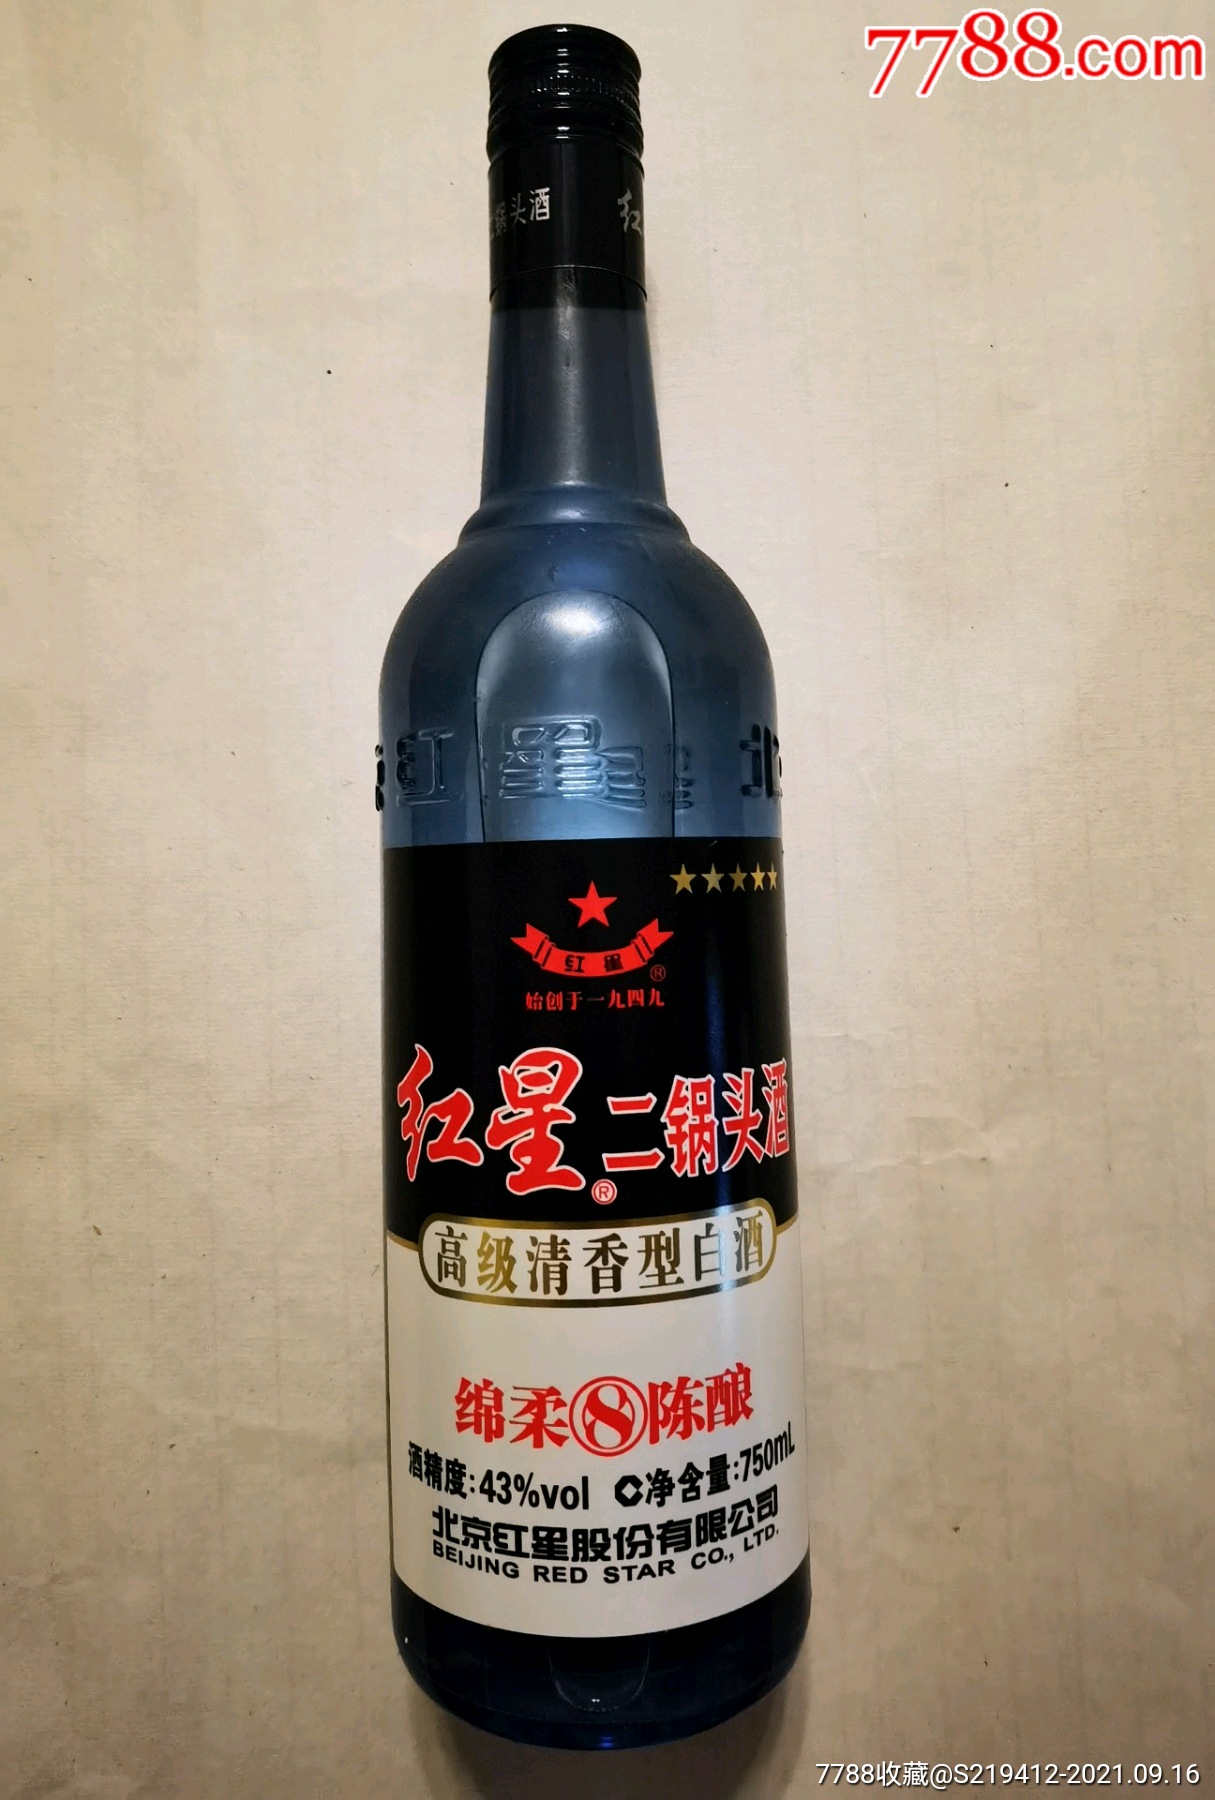 7788.com
锅头酒 红
红星 北
★★★★★
红星®
始创于一九四九
红星®二锅头酒
高级清香型白酒
绵柔⑧陈酿
酒精度:43%vol 净含量:750mL
北京红星股份有限公司
BEIJING RED STAR CO., LTD.
7788收藏@S219412-2021.09.16